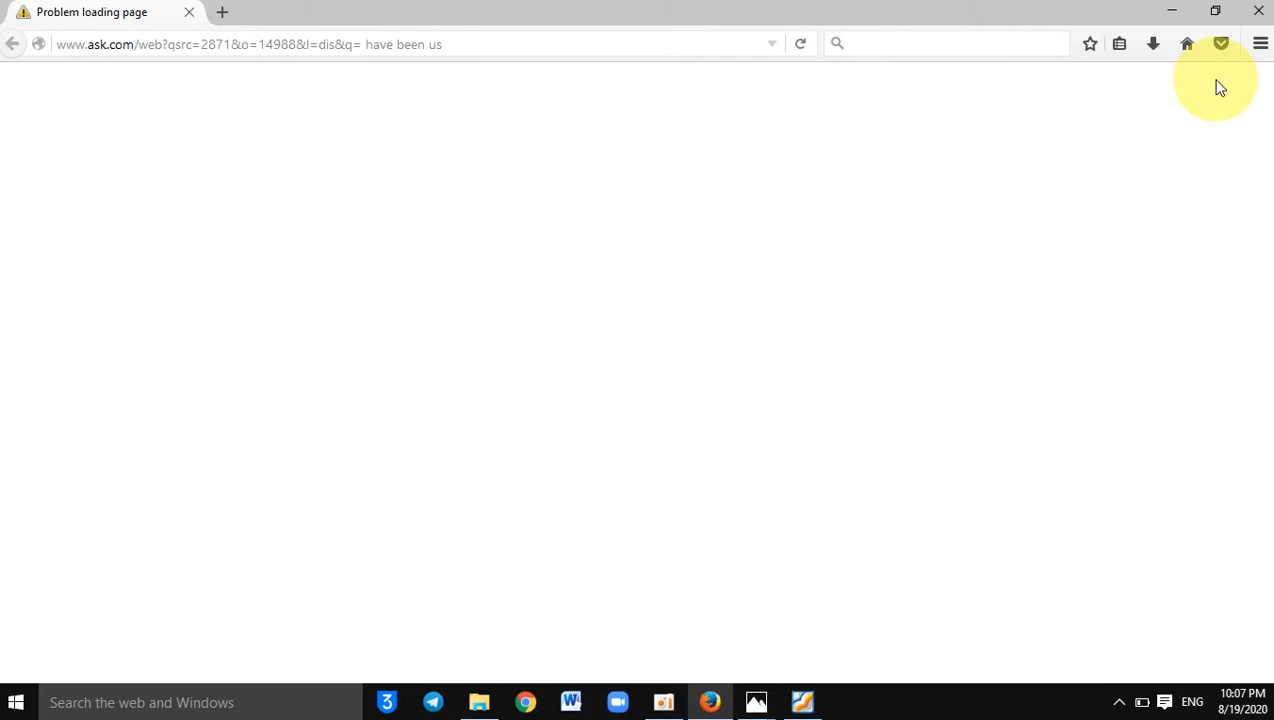 Problem loading page
www.ask.com/web?qsrc=2871&o=14988&l=dis&q= have been us
Search the web and Windows
3
W
ENG
10:07 PM
8/19/2020